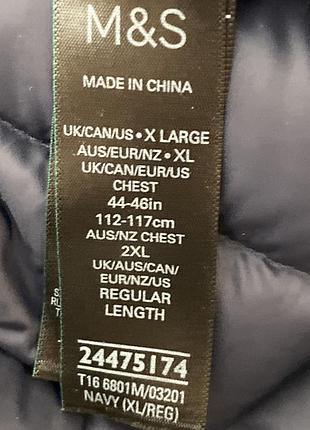 M&S
MADE IN CHINA
UK/CAN/US • X LARGE
AUS/EUR/NZ • XL
UK/CAN/EUR/US
CHEST
44-46in
112-117cm
AUS/NZ CHEST
2XL
UK/AUS/CAN/
EUR/NZ/US
REGULAR
LENGTH
24475174
T16 6801M/03201
NAVY (XL/REG)